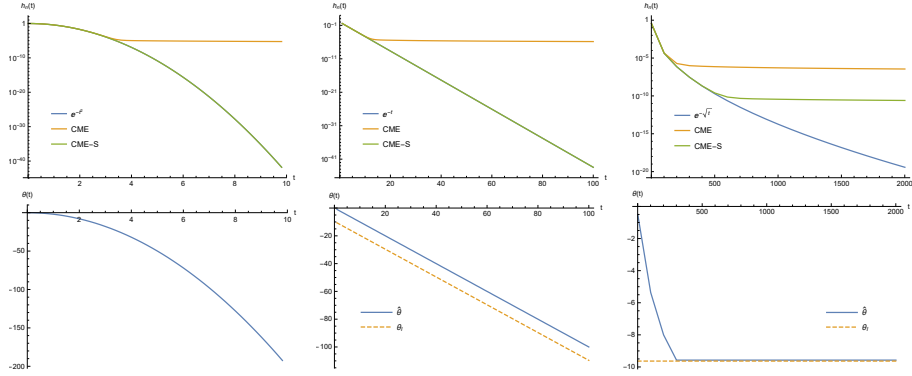 hₙ(t)
1
10⁻¹⁰
10⁻²⁰
10⁻³⁰
10⁻⁴⁰
CME
CME-S
2 4 6 8 10 t
hₙ(t)
10⁻¹
10⁻¹¹
10⁻²¹
10⁻³¹
10⁻⁴¹
e⁻ᵗ
CME
CME-S
20 40 60 80 100 t
hₙ(t)
1
10⁻⁵
10⁻¹⁰
10⁻¹⁵
10⁻²⁰
e^{-√t}
CME
CME-S
500 1000 1500 2000 t
θ(t)
2 4 6 8 10 t
-50
-100
-150
-200
θ(t)
20 40 60 80 100 t
-20
-40
-60
-80
-100
θ̂
θₗ
θ(t)
500 1000 1500 2000 t
-2
-4
-6
-8
-10
θ̂
θₗ